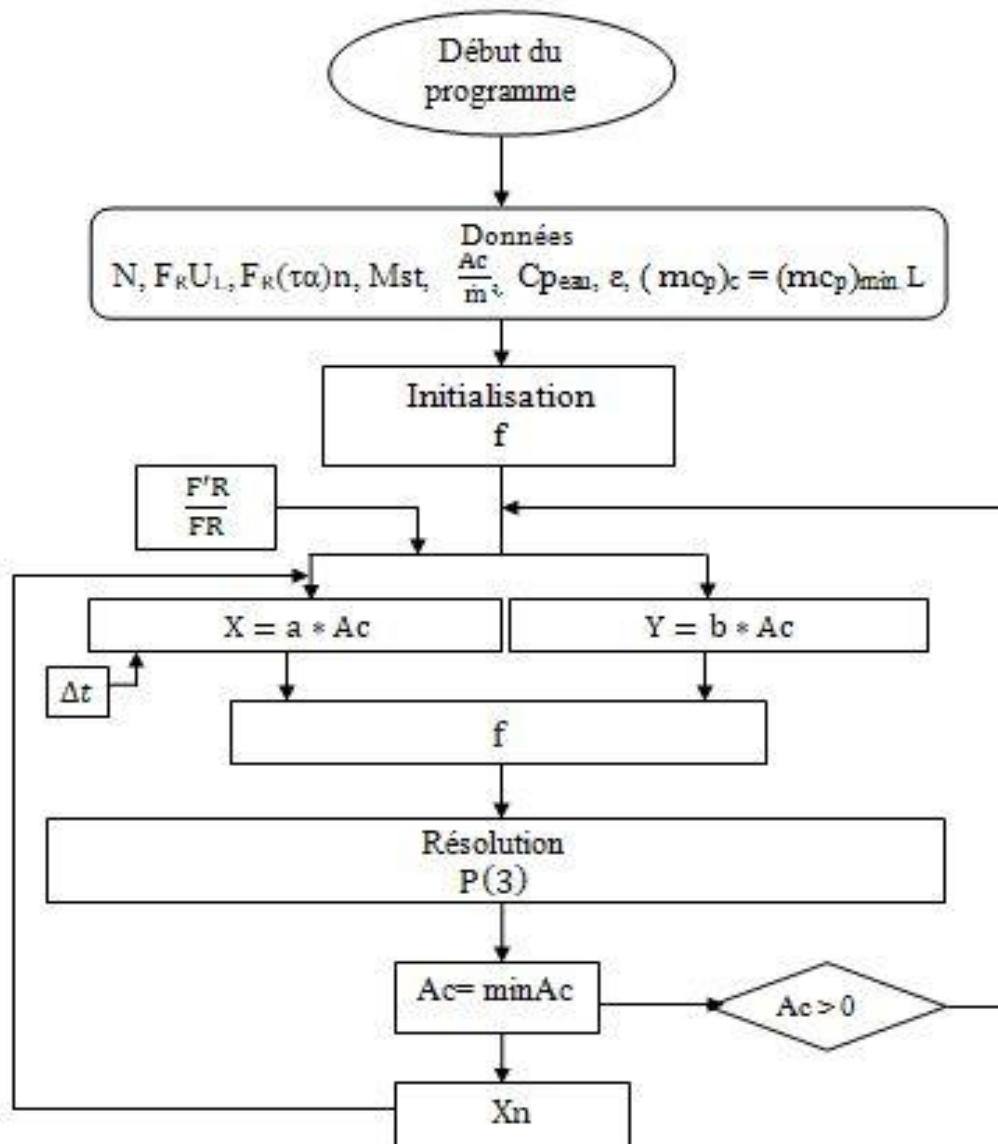 Début du
programme
Données
N, FRUL, FR(τα)n, Mst, Ac/ṁ, Cpeau, ε, ( mcp)c = (mcp)min L
Initialisation
f
F'R
FR
X = a ∗ Ac
Y = b ∗ Ac
Δt
f
Résolution
P(3)
Ac= minAc
Ac > 0
Xn